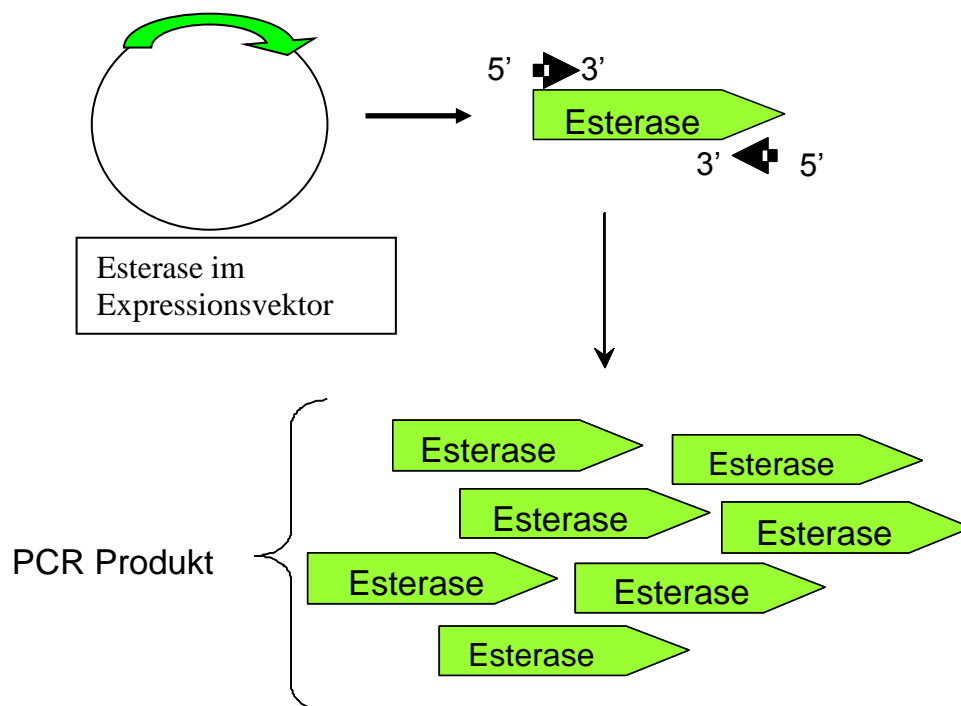 5’ 3’
Esterase
3’ 5’
Esterase im
Expressionsvektor
PCR Produkt
Esterase
Esterase
Esterase
Esterase
Esterase
Esterase
Esterase